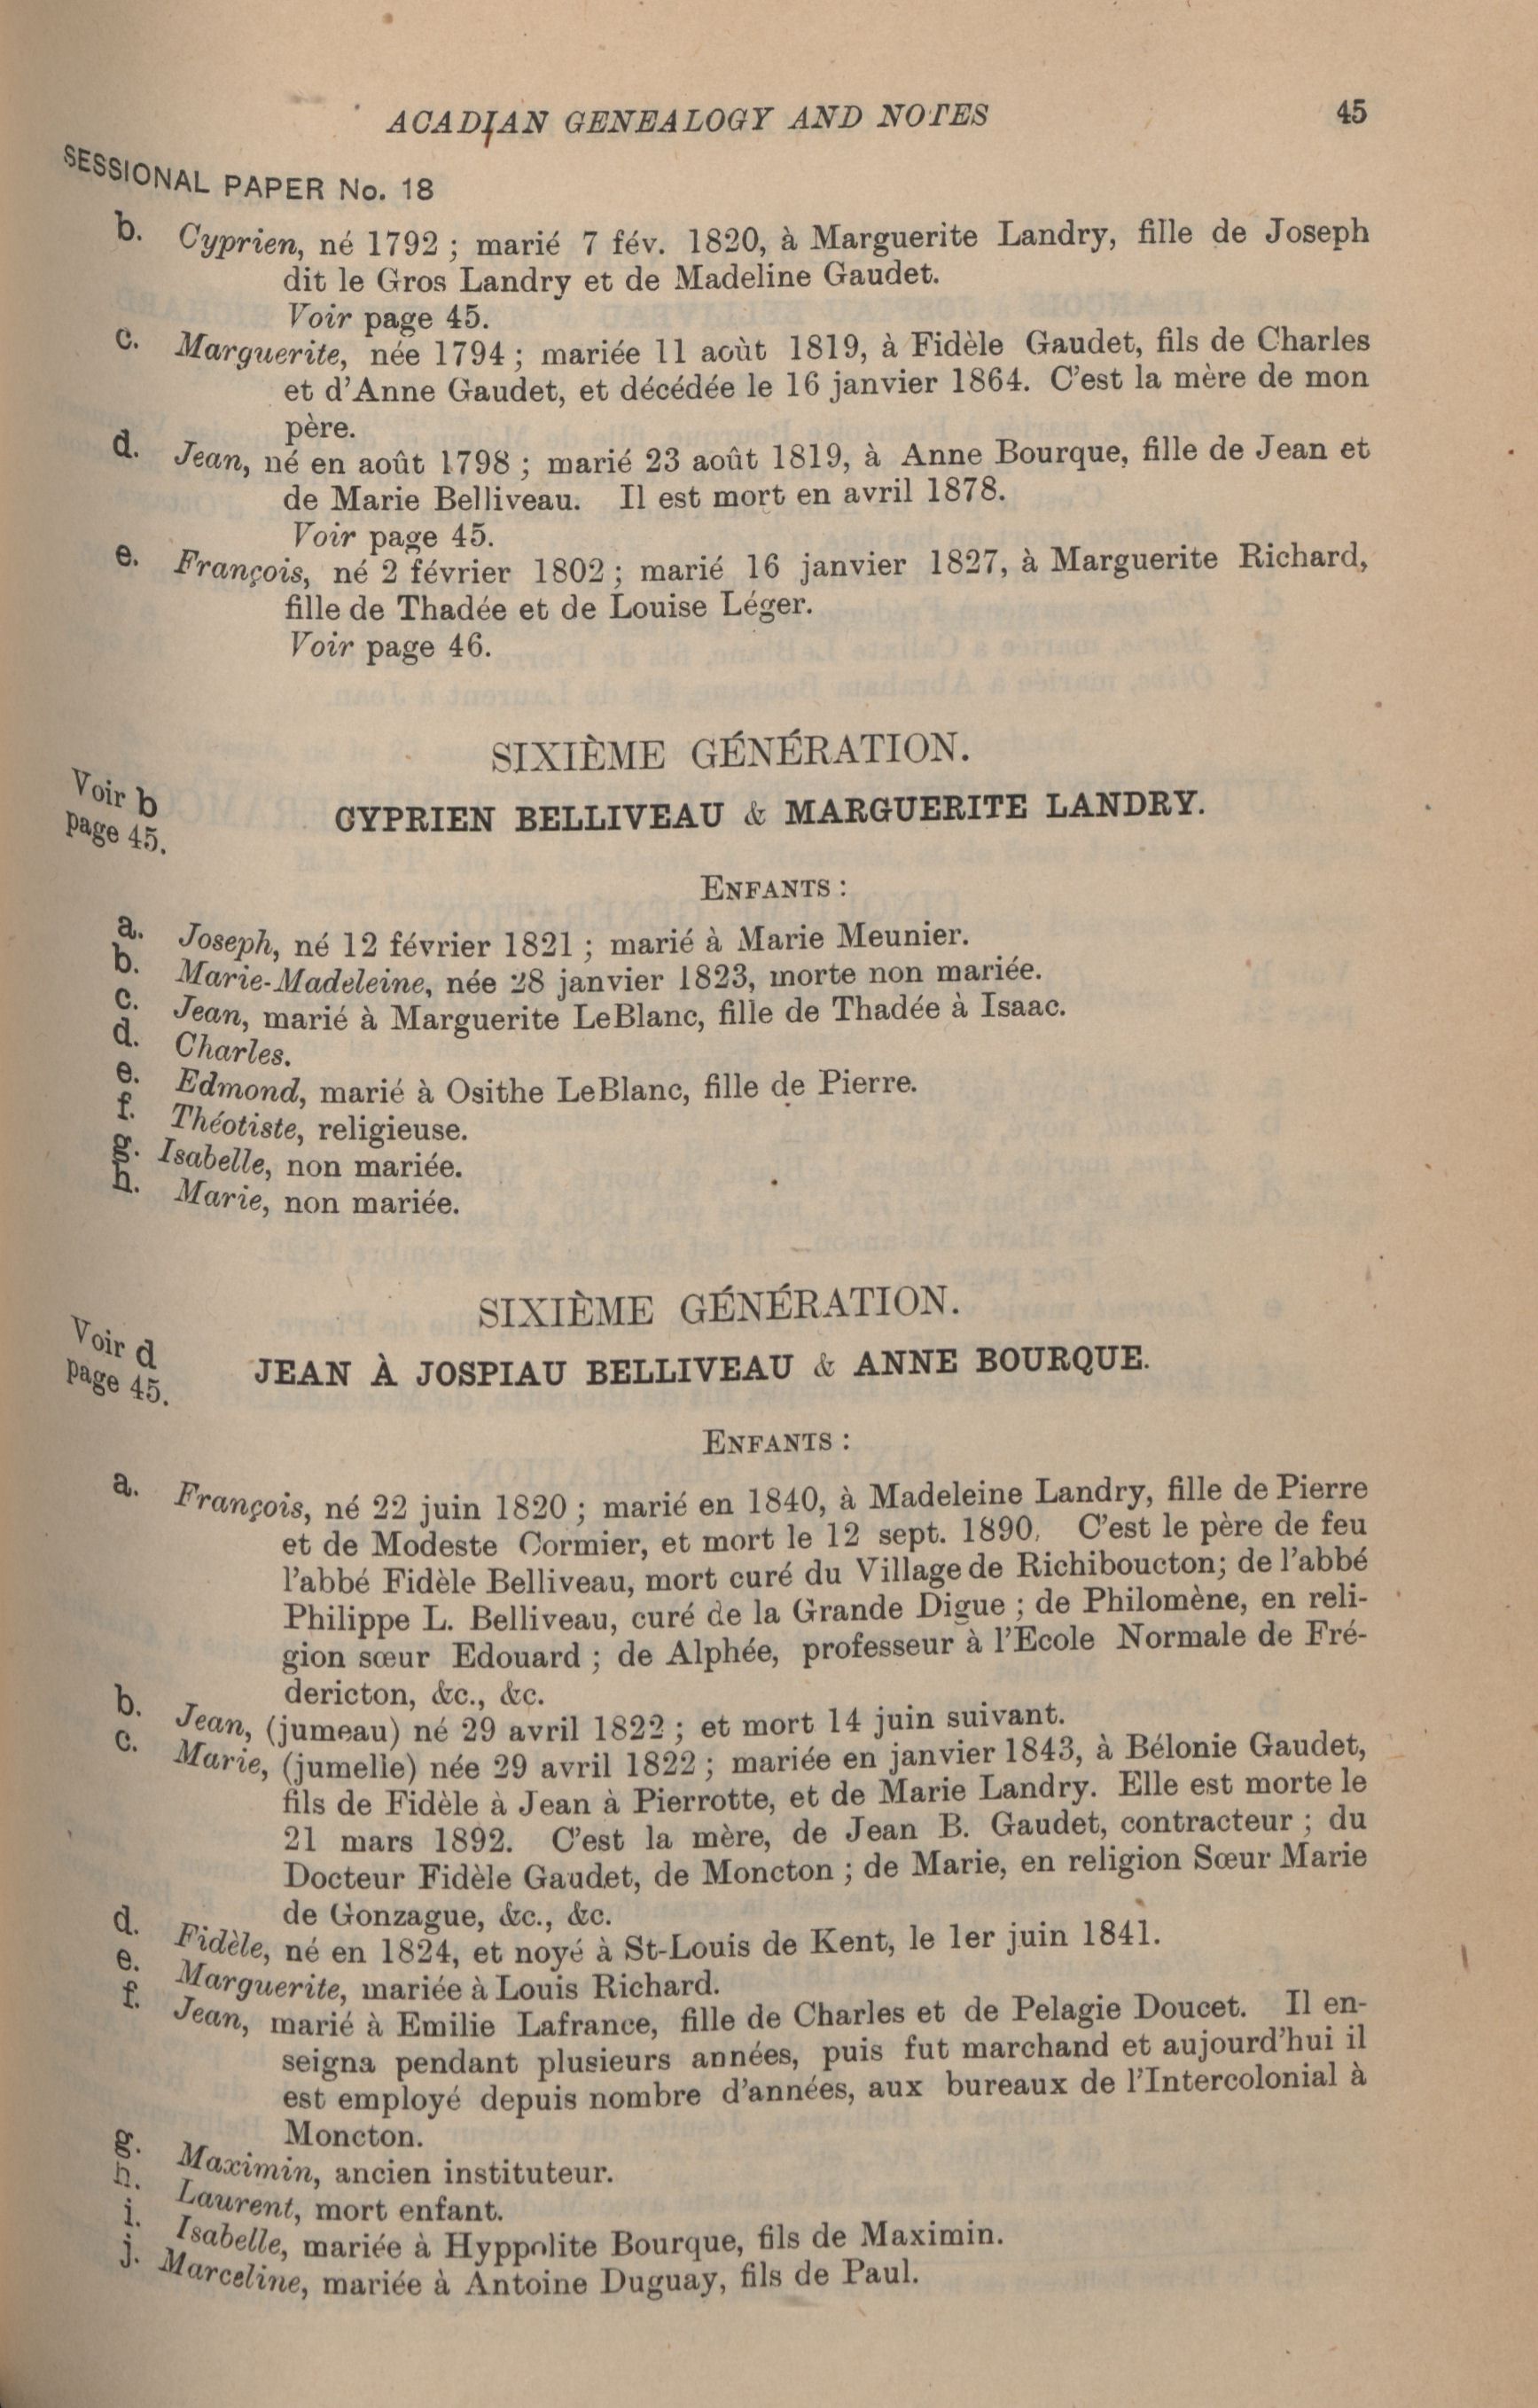 ACADIAN GENEALOGY AND NOTES 45
SESSIONAL PAPER No. 18
b. Cyprien, né 1792 ; marié 7 fév. 1820, à Marguerite Landry, fille de Joseph
dit le Gros Landry et de Madeline Gaudet.
Voir page 45.
c. Marguerite, née 1794 ; mariée 11 août 1819, à Fidèle Gaudet, fils de Charles
et d'Anne Gaudet, et décédée le 16 janvier 1864. C'est la mère de mon
père.
d. Jean, né en août 1798 ; marié 23 août 1819, à Anne Bourque, fille de Jean et
de Marie Belliveau. Il est mort en avril 1878.
Voir page 45.
e. François, né 2 février 1802 ; marié 16 janvier 1827, à Marguerite Richard,
fille de Thadée et de Louise Léger.
Voir page 46.
SIXIÈME GÉNÉRATION.
Voir b
page 45.
CYPRIEN BELLIVEAU & MARGUERITE LANDRY.
ENFANTS :
a. Joseph, né 12 février 1821 ; marié à Marie Meunier.
b. Marie-Madeleine, née 28 janvier 1823, morte non mariée.
c. Jean, marié à Marguerite LeBlanc, fille de Thadée à Isaac.
d. Charles.
e. Edmond, marié à Osithe LeBlanc, fille de Pierre.
f. Théotiste, religieuse.
g. Isabelle, non mariée.
h. Marie, non mariée.
SIXIÈME GÉNÉRATION.
Voir d
page 45.
JEAN À JOSPIAU BELLIVEAU & ANNE BOURQUE.
ENFANTS :
a. François, né 22 juin 1820 ; marié en 1840, à Madeleine Landry, fille de Pierre
et de Modeste Cormier, et mort le 12 sept. 1890. C'est le père de feu
l'abbé Fidèle Belliveau, mort curé du Village de Richiboucton; de l'abbé
Philippe L. Belliveau, curé de la Grande Digue ; de Philomène, en reli-
gion sœur Edouard ; de Alphée, professeur à l'Ecole Normale de Fré-
dericton, &c., &c.
b. Jean, (jumeau) né 29 avril 1822 ; et mort 14 juin suivant.
c. Marie, (jumelle) née 29 avril 1822 ; mariée en janvier 1843, à Bélonie Gaudet,
fils de Fidèle à Jean à Pierrotte, et de Marie Landry. Elle est morte le
21 mars 1892. C'est la mère, de Jean B. Gaudet, contracteur ; du
Docteur Fidèle Gaudet, de Moncton ; de Marie, en religion Sœur Marie
de Gonzague, &c., &c.
d. Fidèle, né en 1824, et noyé à St-Louis de Kent, le 1er juin 1841.
e. Marguerite, mariée à Louis Richard.
f. Jean, marié à Emilie Lafrance, fille de Charles et de Pelagie Doucet. Il en-
seigna pendant plusieurs années, puis fut marchand et aujourd'hui il
est employé depuis nombre d'années, aux bureaux de l'Intercolonial à
Moncton.
g. Maximin, ancien instituteur.
h. Laurent, mort enfant.
i. Isabelle, mariée à Hyppolite Bourque, fils de Maximin.
j. Marceline, mariée à Antoine Duguay, fils de Paul.